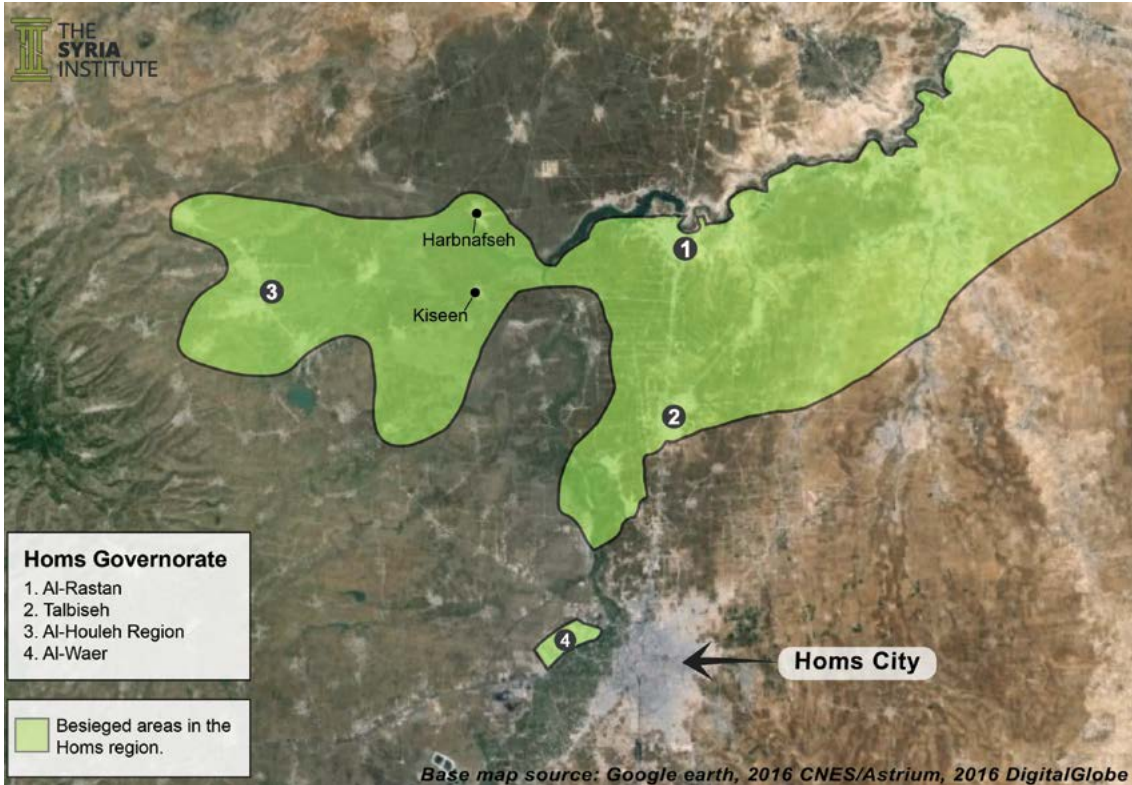 THE
SYRIA
INSTITUTE
Harbnafseh
1
3
Kiseen
2
Homs Governorate
1. Al-Rastan
2. Talbiseh
3. Al-Houleh Region
4. Al-Waer
4
Homs City
Besieged areas in the
Homs region.
Base map source: Google earth, 2016 CNES/Astrium, 2016 DigitalGlobe